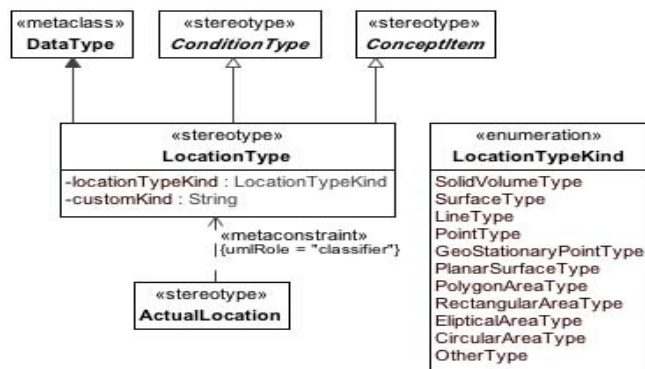 «metaclass»
DataType
«stereotype»
ConditionType
«stereotype»
ConceptItem
«stereotype»
LocationType
-locationTypeKind : LocationTypeKind
-customKind : String
«enumeration»
LocationTypeKind
SolidVolumeType
SurfaceType
LineType
PointType
GeoStationaryPointType
PlanarSurfaceType
PolygonAreaType
RectangularAreaType
ElipticalAreaType
CircularAreaType
OtherType
«metaconstraint»
{umlRole = "classifier"}
«stereotype»
ActualLocation